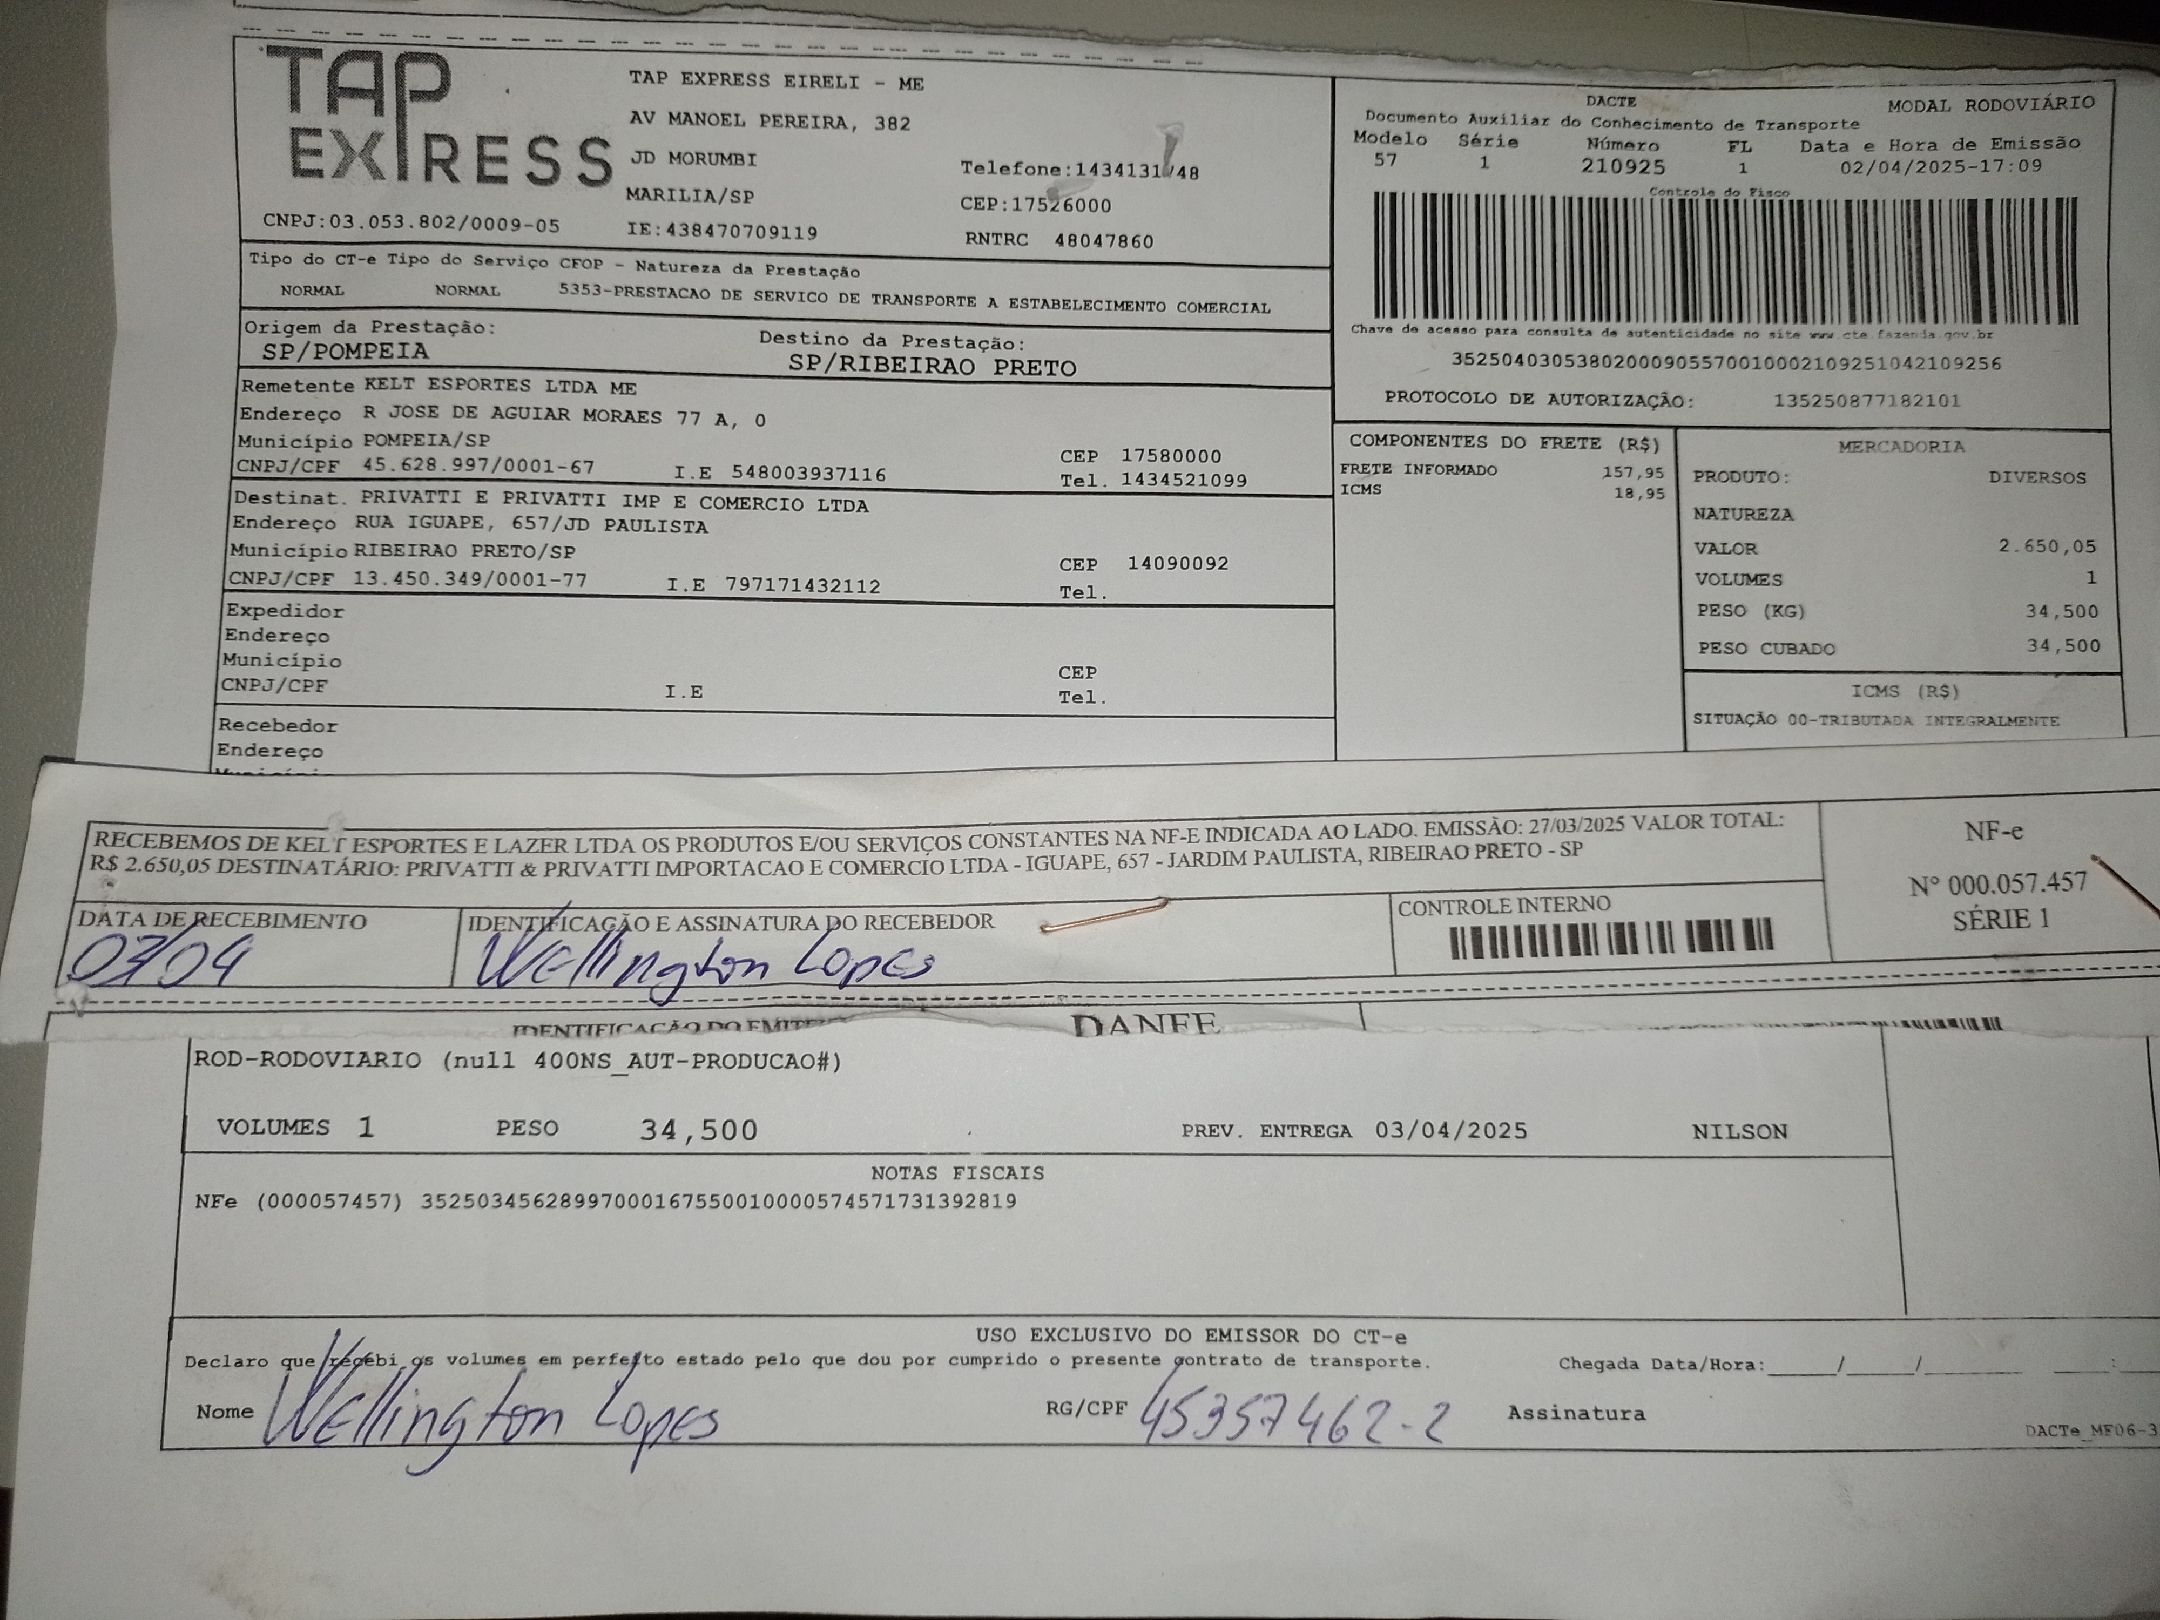 TAP EXPRESS
TAP EXPRESS EIRELI - ME
AV MANOEL PEREIRA, 382
JD MORUMBI
MARILIA/SP
Telefone:1434131748
CEP:17526000
CNPJ:03.053.802/0009-05 IE:438470709119 RNTRC 48047860
DACTE MODAL RODOVIÁRIO
Documento Auxiliar do Conhecimento de Transporte
Modelo Série Número FL Data e Hora de Emissão
57 1 210925 1 02/04/2025-17:09
Controle do Fisco
Chave de acesso para consulta de autenticidade no site www.cte.fazenda.gov.br
35250403053802000905570010002109251042109256
PROTOCOLO DE AUTORIZAÇÃO: 135250877182101
Tipo do CT-e Tipo do Serviço CFOP - Natureza da Prestação
NORMAL NORMAL 5353-PRESTACAO DE SERVICO DE TRANSPORTE A ESTABELECIMENTO COMERCIAL
Origem da Prestação: Destino da Prestação:
SP/POMPEIA SP/RIBEIRAO PRETO
Remetente KELT ESPORTES LTDA ME
Endereço R JOSE DE AGUIAR MORAES 77 A, 0
Município POMPEIA/SP CEP 17580000
CNPJ/CPF 45.628.997/0001-67 I.E 548003937116 Tel. 1434521099
Destinat. PRIVATTI E PRIVATTI IMP E COMERCIO LTDA
Endereço RUA IGUAPE, 657/JD PAULISTA
Município RIBEIRAO PRETO/SP CEP 14090092
CNPJ/CPF 13.450.349/0001-77 I.E 797171432112 Tel.
Expedidor
Endereço
Município CEP
CNPJ/CPF I.E Tel.
Recebedor
Endereço
COMPONENTES DO FRETE (R$)
FRETE INFORMADO 157,95
ICMS 18,95
MERCADORIA
PRODUTO: DIVERSOS
NATUREZA
VALOR 2.650,05
VOLUMES 1
PESO (KG) 34,500
PESO CUBADO 34,500
ICMS (R$)
SITUAÇÃO 00-TRIBUTADA INTEGRALMENTE
RECEBEMOS DE KELT ESPORTES E LAZER LTDA OS PRODUTOS E/OU SERVIÇOS CONSTANTES NA NF-E INDICADA AO LADO. EMISSÃO: 27/03/2025 VALOR TOTAL:
R$ 2.650,05 DESTINATÁRIO: PRIVATTI & PRIVATTI IMPORTACAO E COMERCIO LTDA - IGUAPE, 657 - JARDIM PAULISTA, RIBEIRAO PRETO - SP
NF-e
Nº 000.057.457
SÉRIE 1
DATA DE RECEBIMENTO IDENTIFICAÇÃO E ASSINATURA DO RECEBEDOR CONTROLE INTERNO
Wellington Lopes
IDENTIFICAÇÃO DO DANFE
ROD-RODOVIARIO (null 400NS_AUT-PRODUCAO#)
VOLUMES 1 PESO 34,500 PREV. ENTREGA 03/04/2025 NILSON
NOTAS FISCAIS
NFe (000057457) 35250345628997000167550010000574571731392819
USO EXCLUSIVO DO EMISSOR DO CT-e
Declaro que recebi os volumes em perfeito estado pelo que dou por cumprido o presente contrato de transporte. Chegada Data/Hora:_____/_____/_______ ____:
Nome Wellington Lopes RG/CPF 45357462-2 Assinatura
DACTe_MF06-3